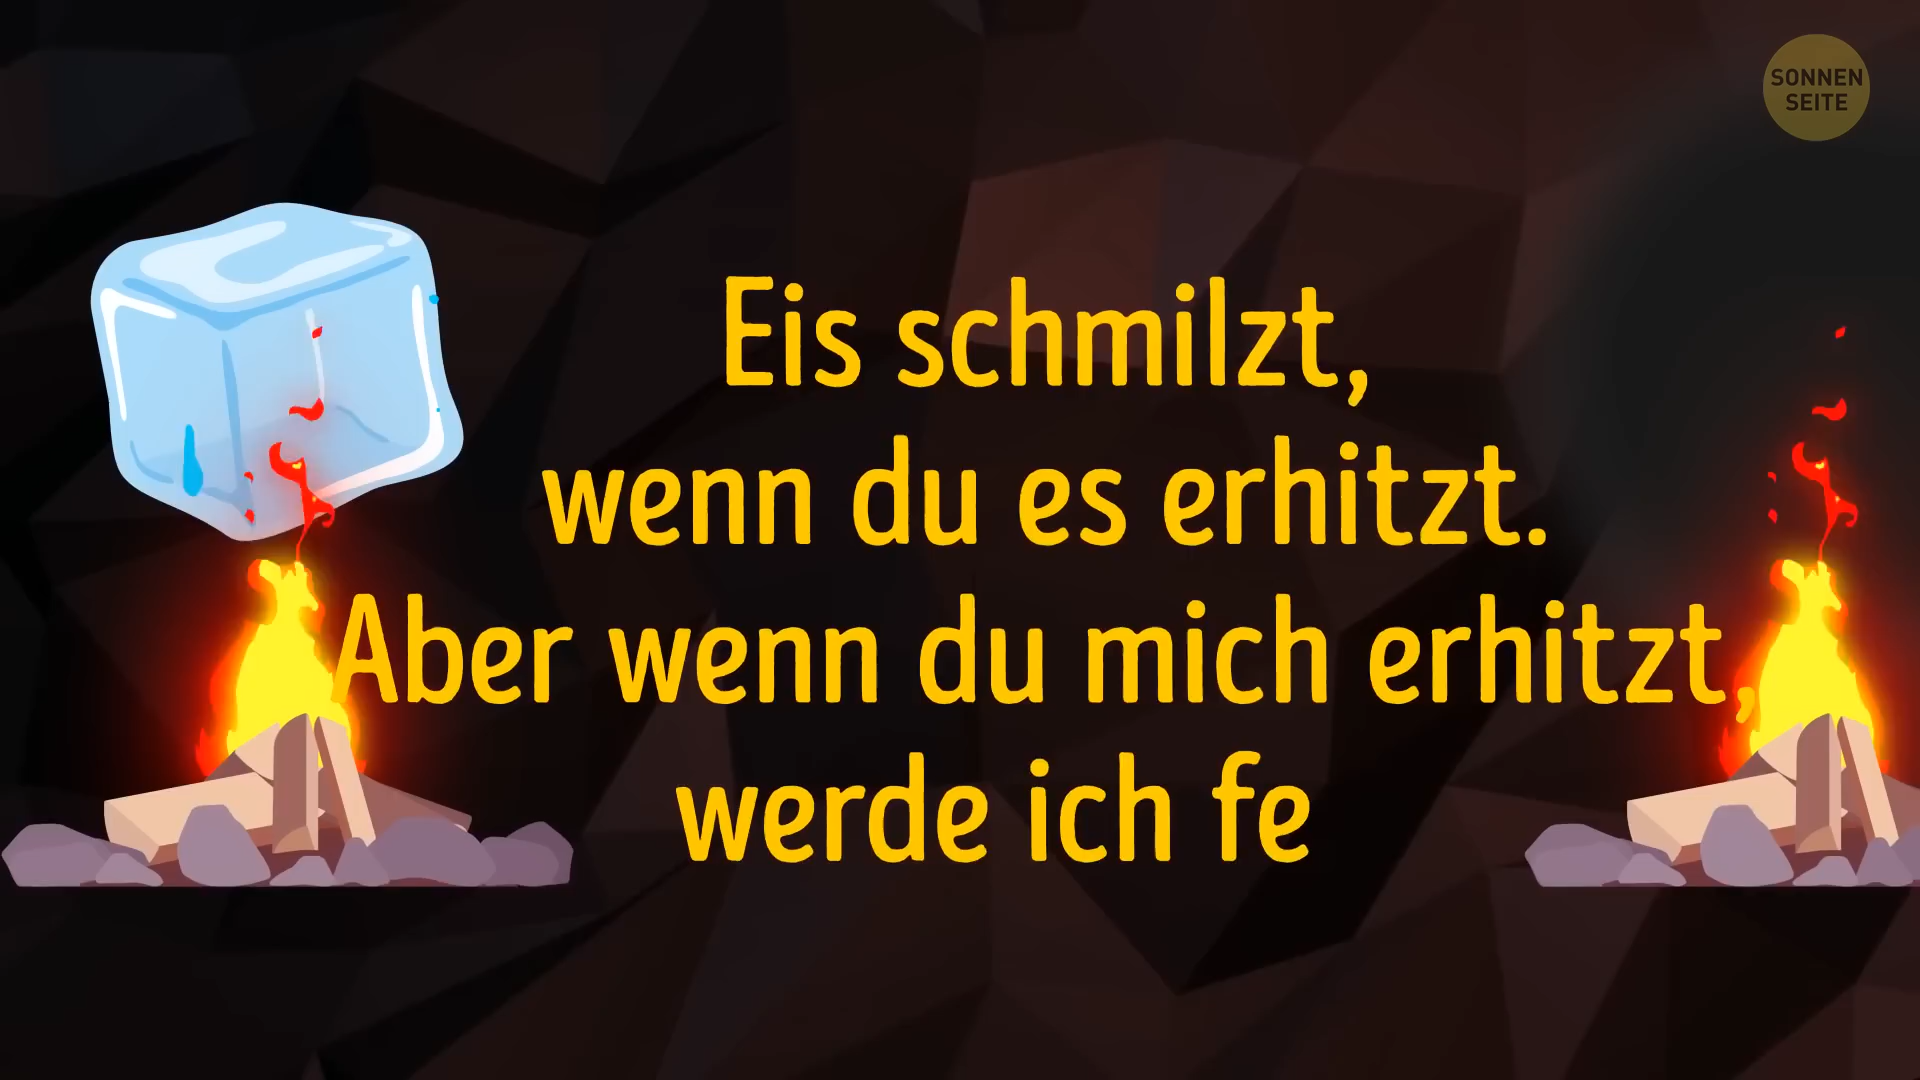 SONNEN
SEITE
Eis schmilzt,
wenn du es erhitzt.
Aber wenn du mich erhitzt,
werde ich fe